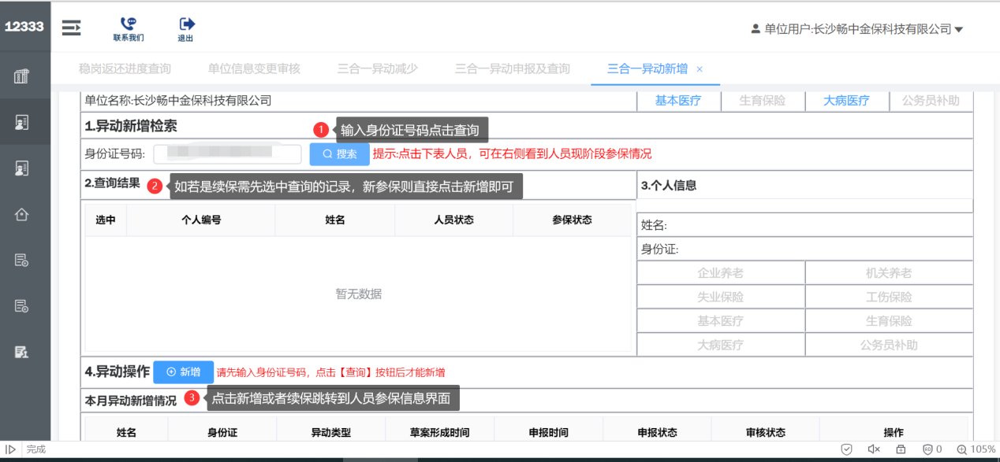 12333
联系我们 退出 单位用户:长沙畅中金保科技有限公司
稳岗返还进度查询 单位信息变更审核 三合一异动减少 三合一异动申报及查询 三合一异动新增 ×
单位名称:长沙畅中金保科技有限公司 基本医疗 生育保险 大病医疗 公务员补助
1.异动新增检索 1 输入身份证号码点击查询
身份证号码: 搜索 提示:点击下表人员，可在右侧看到人员现阶段参保情况
2.查询结果 2 如若是续保需先选中查询的记录，新参保则直接点击新增即可 3.个人信息
选中 个人编号 姓名 人员状态 参保状态
姓名:
身份证:
企业养老 机关养老
暂无数据
失业保险 工伤保险
基本医疗 生育保险
大病医疗 公务员补助
4.异动操作 新增 请先输入身份证号码，点击【查询】按钮后才能新增
本月异动新增情况 3 点击新增或者续保跳转到人员参保信息界面
姓名 身份证 异动类型 草案形成时间 申报时间 申报状态 审核状态 操作
完成 0 105%